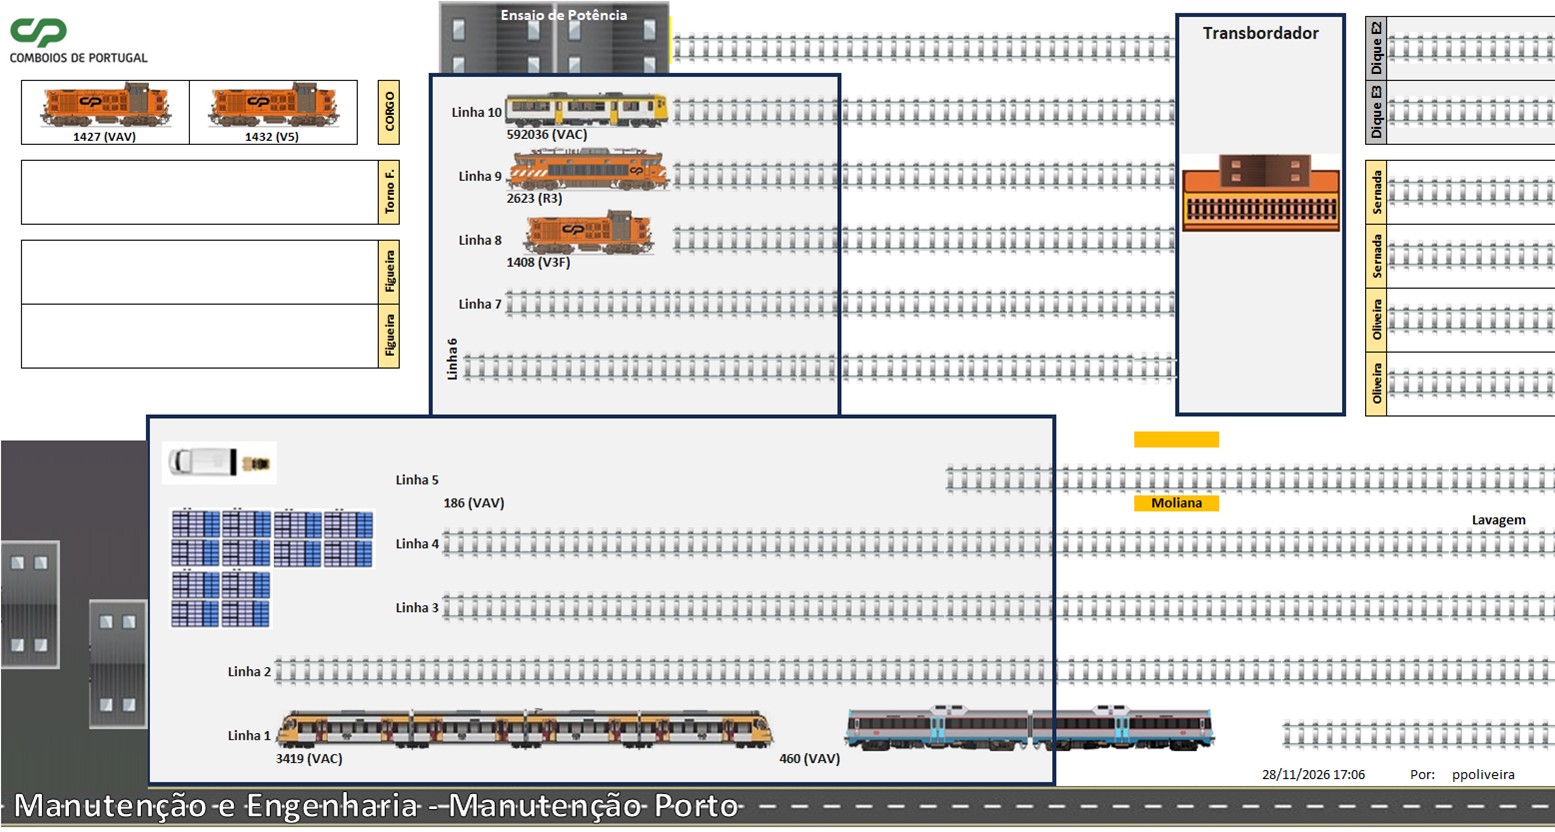 CP
COMBOIOS DE PORTUGAL
Ensaio de Potência
Transbordador
Dique E2
Dique E3
1427 (VAV)
1432 (V5)
CORGO
Torno F.
Figueira
Figueira
Linha 10
592036 (VAC)
Linha 9
2623 (R3)
Linha 8
1408 (V3F)
Linha 7
Linha 6
Sernada
Sernada
Oliveira
Oliveira
Linha 5
186 (VAV)
Moliana
Lavagem
Linha 4
Linha 3
Linha 2
Linha 1
3419 (VAC)
460 (VAV)
28/11/2026 17:06 Por: ppoliveira
Manutenção e Engenharia - Manutenção Porto